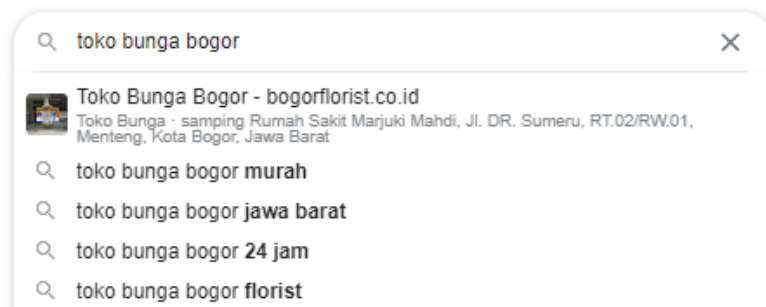 toko bunga bogor
Toko Bunga Bogor - bogorflorist.co.id
Toko Bunga · samping Rumah Sakit Marjuki Mahdi, Jl. DR. Sumeru, RT.02/RW.01,
Menteng, Kota Bogor, Jawa Barat
toko bunga bogor murah
toko bunga bogor jawa barat
toko bunga bogor 24 jam
toko bunga bogor florist